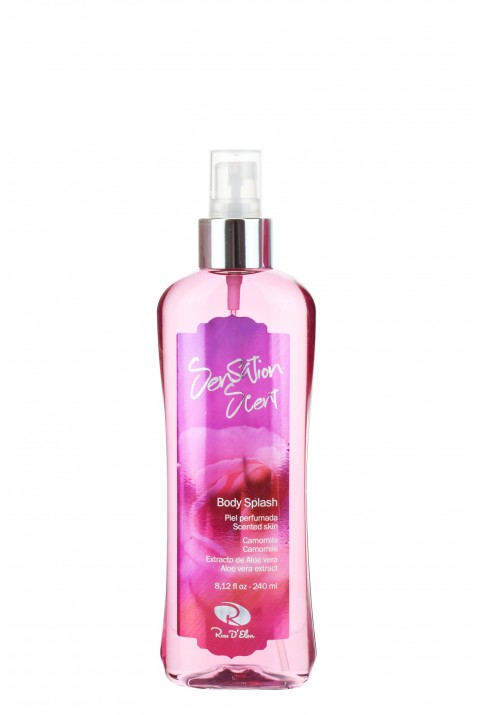 Sensation
Scent
Body Splash
Piel perfumada
Scented skin
Camomila
Camomile
Extracto de Aloe vera
Aloe vera extract
8,12 fl oz - 240 ml
R
Rose D'Elen